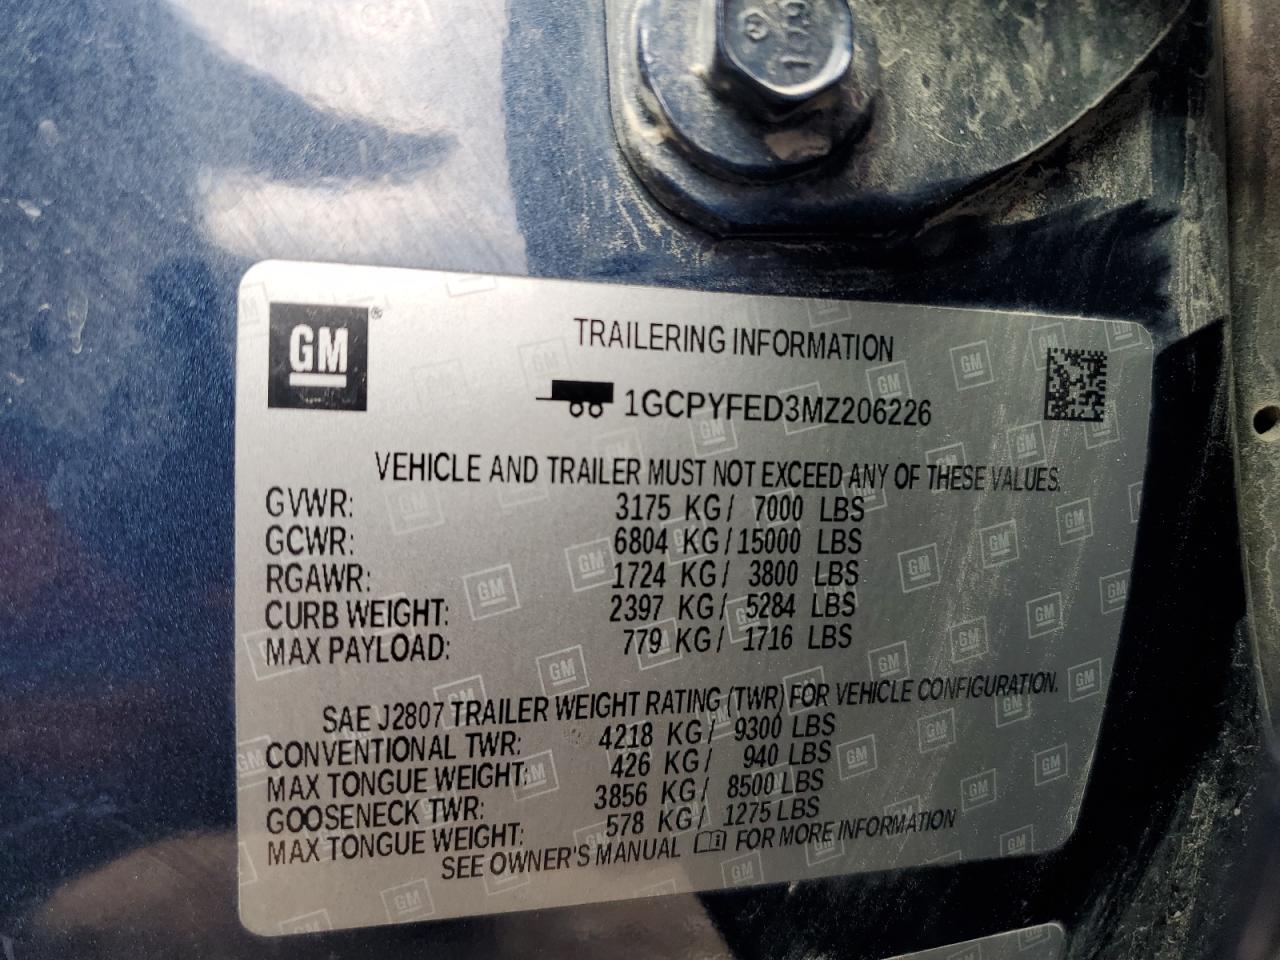 GM®
TRAILERING INFORMATION
1GCPYFED3MZ206226
VEHICLE AND TRAILER MUST NOT EXCEED ANY OF THESE VALUES.
GVWR: 3175 KG/ 7000 LBS
GCWR: 6804 KG/15000 LBS
RGAWR: 1724 KG/ 3800 LBS
CURB WEIGHT: 2397 KG/ 5284 LBS
MAX PAYLOAD: 779 KG/ 1716 LBS
SAE J2807 TRAILER WEIGHT RATING (TWR) FOR VEHICLE CONFIGURATION.
CONVENTIONAL TWR: 4218 KG/ 9300 LBS
MAX TONGUE WEIGHT: 426 KG/ 940 LBS
GOOSENECK TWR: 3856 KG/ 8500 LBS
MAX TONGUE WEIGHT: 578 KG/ 1275 LBS
SEE OWNER'S MANUAL FOR MORE INFORMATION